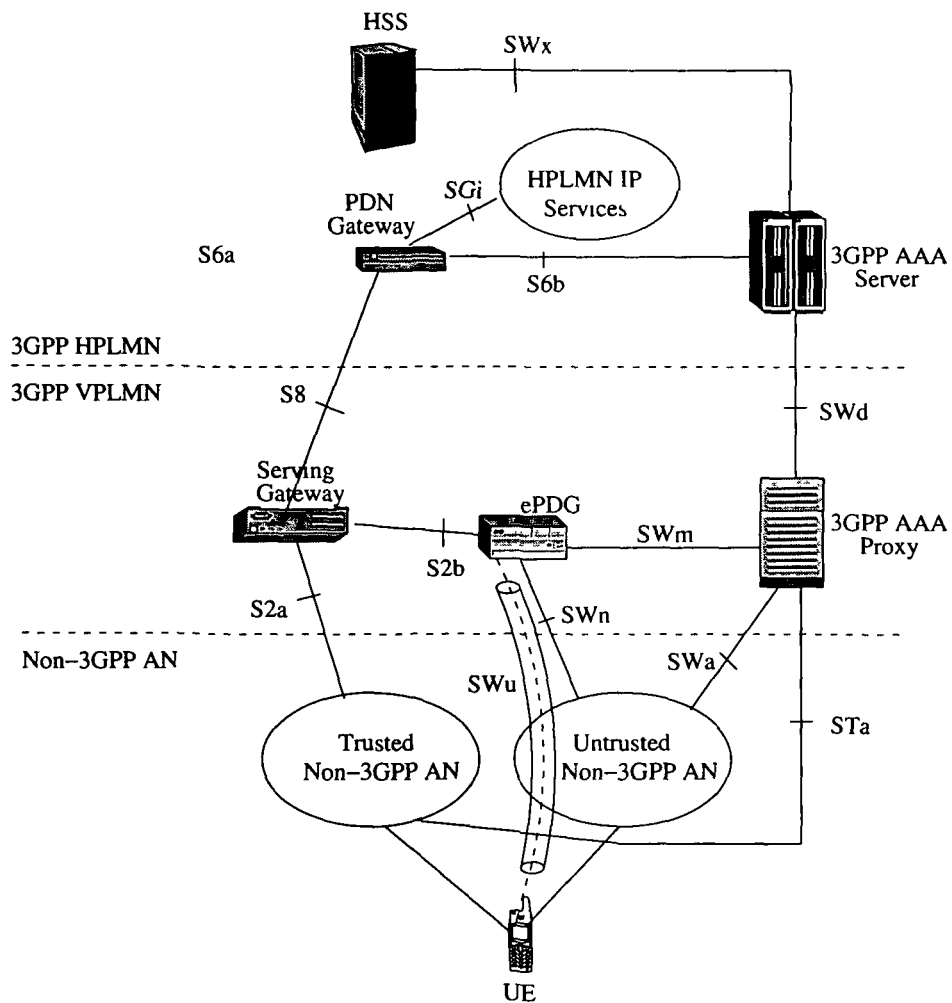 HSS
SWx
HPLMN IP
Services
SGi
PDN
Gateway
S6a
S6b
3GPP AAA
Server
3GPP HPLMN
3GPP VPLMN
S8
SWd
Serving
Gateway
ePDG
SWm
3GPP AAA
Proxy
S2b
S2a
SWn
Non-3GPP AN
SWa
SWu
STa
Trusted
Non-3GPP AN
Untrusted
Non-3GPP AN
UE